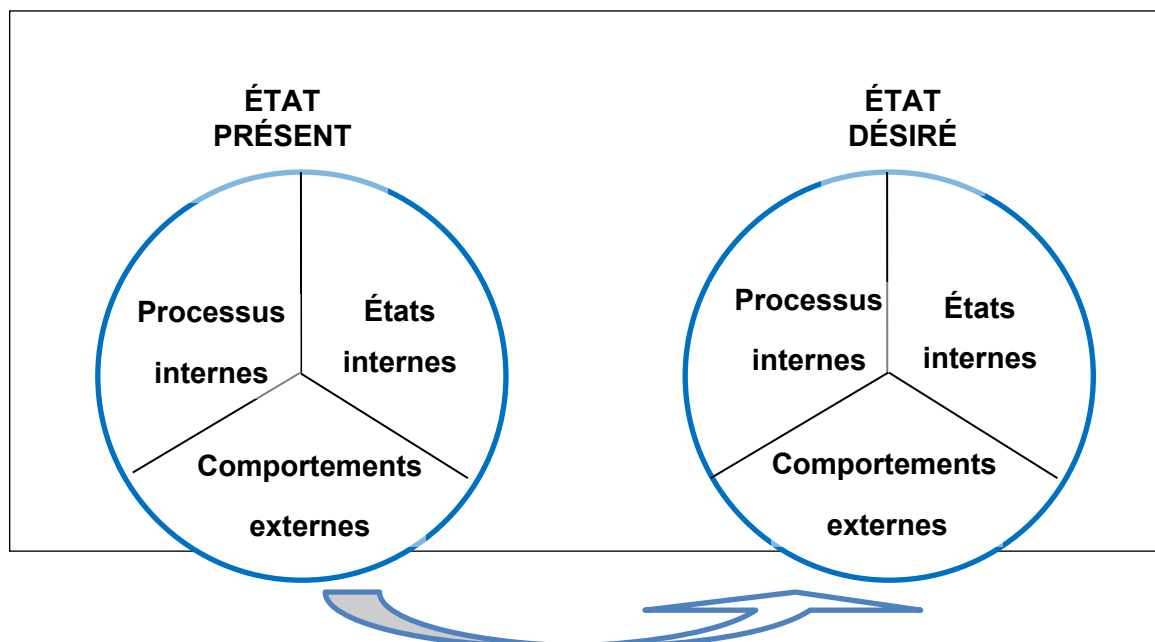 ÉTAT
PRÉSENT
Processus
internes
États
internes
Comportements
externes
ÉTAT
DÉSIRÉ
Processus
internes
États
internes
Comportements
externes